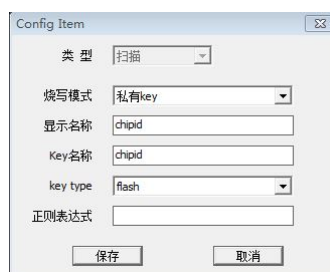 Config Item
类 型 扫描
烧写模式 私有key
显示名称 chipid
Key名称 chipid
key type flash
正则表达式
保存 取消